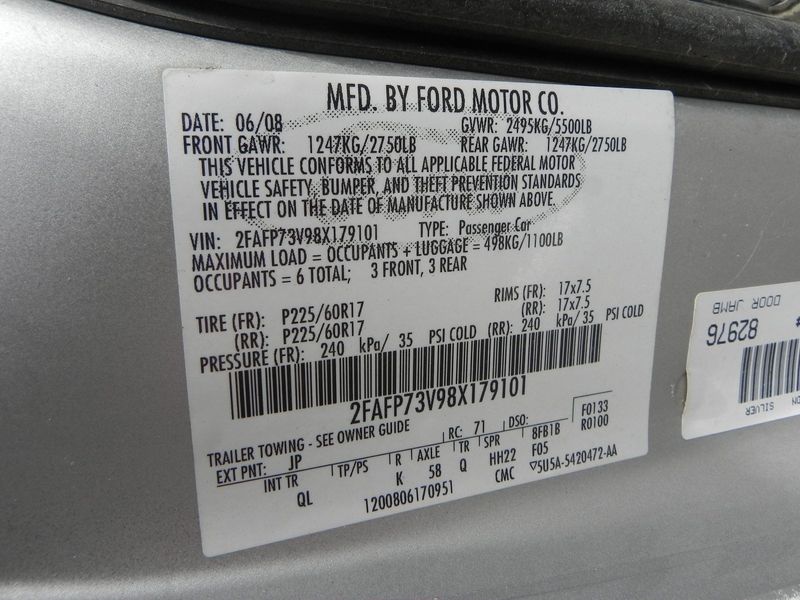 MFD. BY FORD MOTOR CO.
DATE: 06/08 GVWR: 2495KG/5500LB
FRONT GAWR: 1247KG/2750LB REAR GAWR: 1247KG/2750LB
THIS VEHICLE CONFORMS TO ALL APPLICABLE FEDERAL MOTOR
VEHICLE SAFETY, BUMPER, AND THEFT PREVENTION STANDARDS
IN EFFECT ON THE DATE OF MANUFACTURE SHOWN ABOVE.
VIN: 2FAFP73V98X179101 TYPE: Passenger Car
MAXIMUM LOAD = OCCUPANTS + LUGGAGE = 498KG/1100LB
OCCUPANTS = 6 TOTAL; 3 FRONT, 3 REAR
TIRE (FR): P225/60R17 RIMS (FR): 17x7.5
(RR): P225/60R17 (RR): 17x7.5
PRESSURE (FR): 240 kPa/ 35 PSI COLD (RR): 240 kPa/ 35 PSI COLD
2FAFP73V98X179101
TRAILER TOWING - SEE OWNER GUIDE
F0133
R0100
EXT PNT: JP RC: 71 DSO:
INT TR TP/PS R AXLE TR SPR 8FB1B
QL K 58 Q HH22 F05
1200806170951 CMC 5U5A-5420472-AA
DOOR JAMB
82976
SILVER